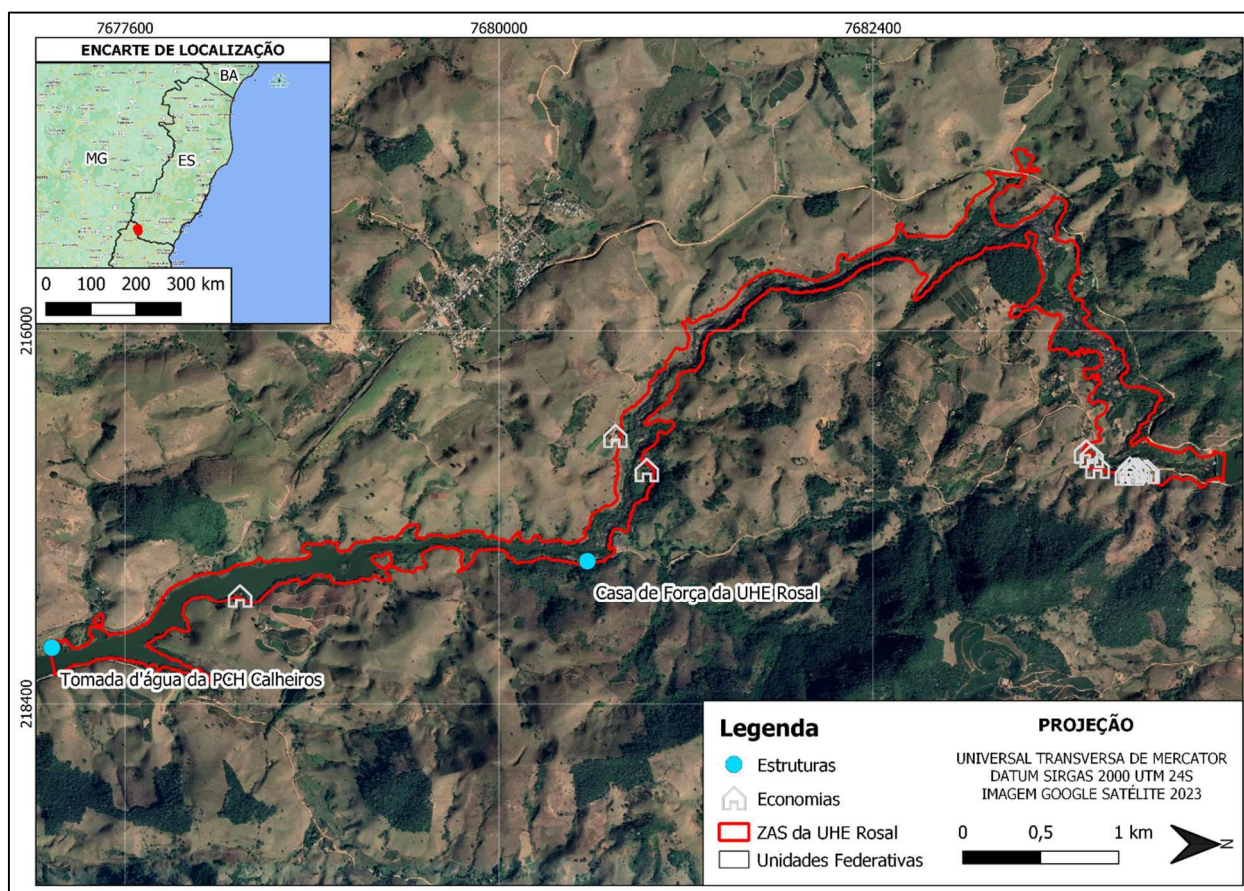 7677600
7680000
7682400
ENCARTE DE LOCALIZAÇÃO
BA
MG
ES
0 100 200 300 km
216000
218400
Casa de Força da UHE Rosal
Tomada d'água da PCH Calheiros
Legenda
Estruturas
Economias
ZAS da UHE Rosal
Unidades Federativas
PROJEÇÃO
UNIVERSAL TRANSVERSA DE MERCATOR
DATUM SIRGAS 2000 UTM 24S
IMAGEM GOOGLE SATÉLITE 2023
0 0,5 1 km
N